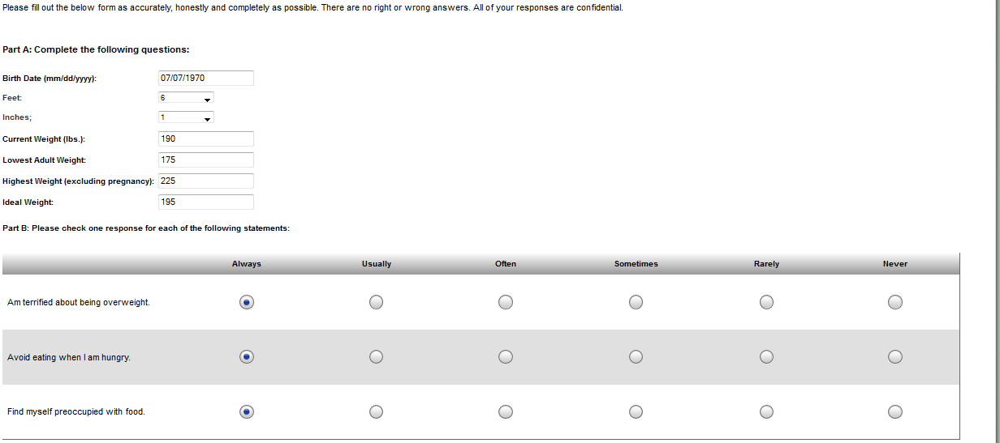 Please fill out the below form as accurately, honestly and completely as possible. There are no right or wrong answers. All of your responses are confidential.
Part A: Complete the following questions:
Birth Date (mm/dd/yyyy): 07/07/1970
Feet: 6
Inches; 1
Current Weight (lbs.): 190
Lowest Adult Weight: 175
Highest Weight (excluding pregnancy): 225
Ideal Weight: 195
Part B: Please check one response for each of the following statements:
Always Usually Often Sometimes Rarely Never
Am terrified about being overweight.
Avoid eating when I am hungry.
Find myself preoccupied with food.